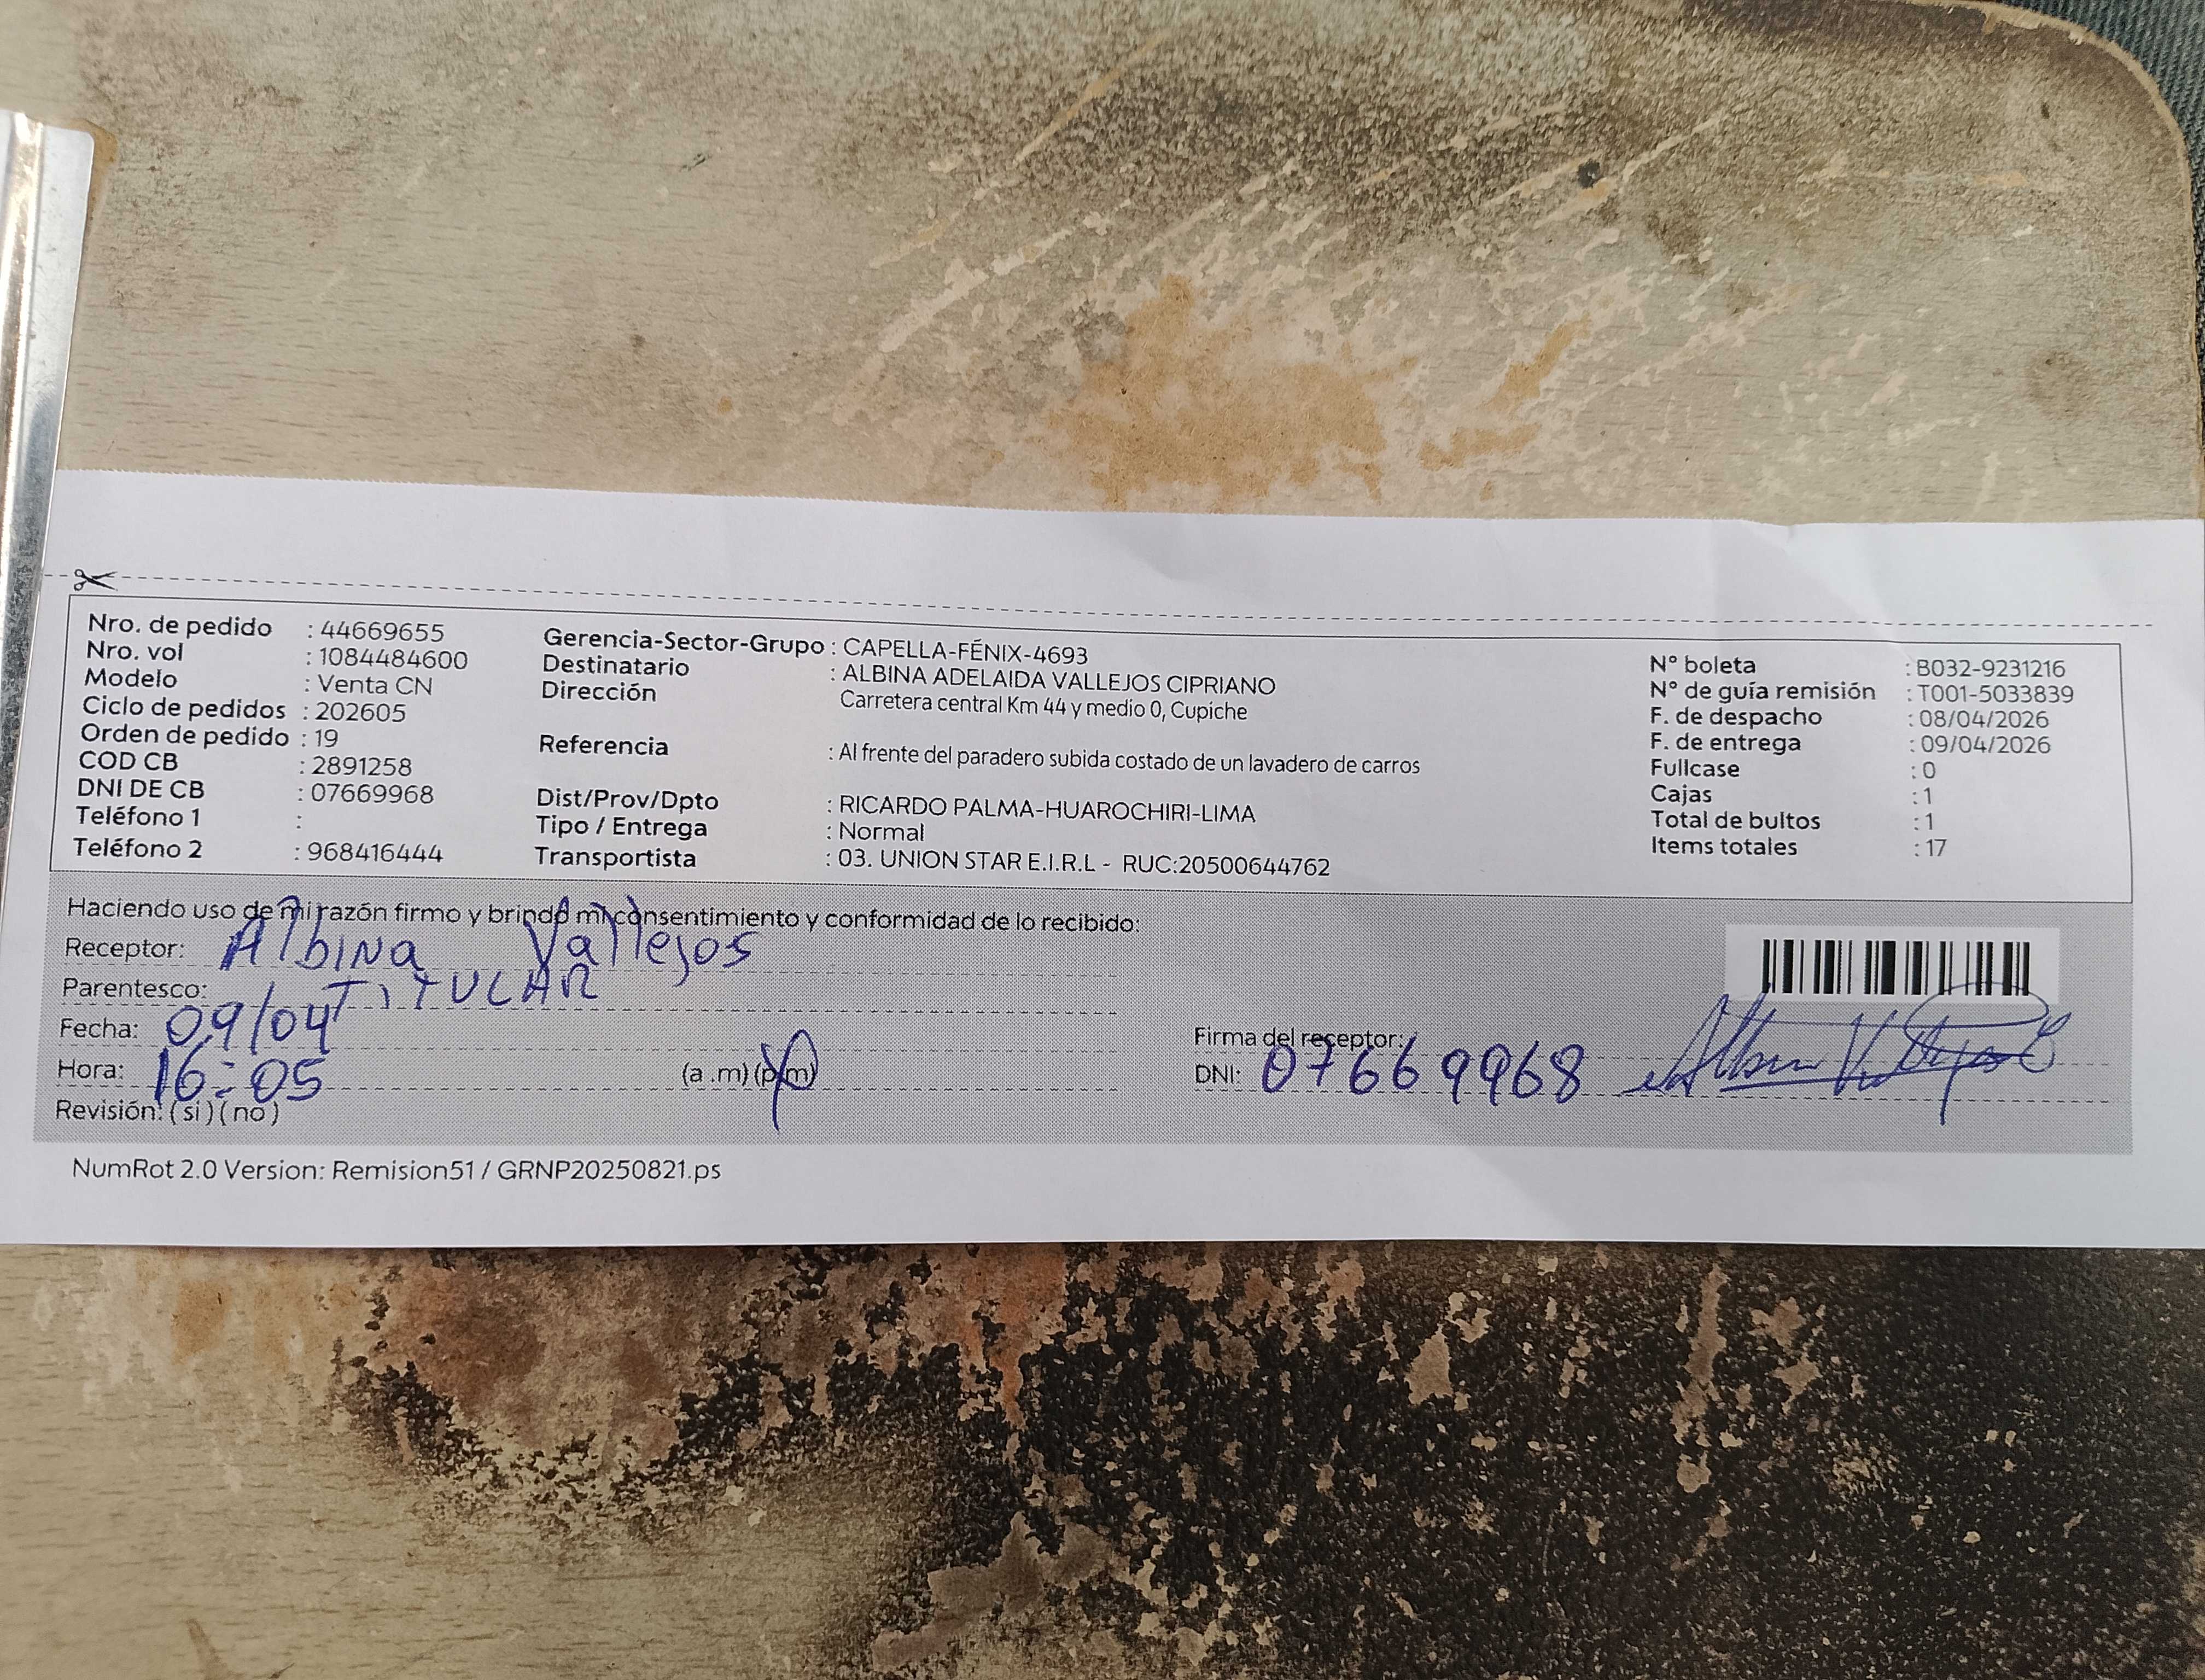 Nro. de pedido : 44669655
Nro. vol : 1084484600
Modelo : Venta CN
Ciclo de pedidos : 202605
Orden de pedido : 19
COD CB : 2891258
DNI DE CB : 07669968
Teléfono 1 :
Teléfono 2 : 968416444
Gerencia-Sector-Grupo : CAPELLA-FÉNIX-4693
Destinatario : ALBINA ADELAIDA VALLEJOS CIPRIANO
Dirección Carretera central Km 44 y medio 0, Cupiche
Referencia : Al frente del paradero subida costado de un lavadero de carros
Dist/Prov/Dpto : RICARDO PALMA-HUAROCHIRI-LIMA
Tipo / Entrega : Normal
Transportista : 03. UNION STAR E.I.R.L - RUC:20500644762
N° boleta : B032-9231216
N° de guía remisión : T001-5033839
F. de despacho : 08/04/2026
F. de entrega : 09/04/2026
Fullcase : 0
Cajas : 1
Total de bultos : 1
Items totales : 17
Haciendo uso de mi razón firmo y brindo mi consentimiento y conformidad de lo recibido:
Receptor: Albina Vallejos
Parentesco: TITULAR
Fecha: 09/04
Hora: 16:05 (a .m) (p.m)
Revisión: ( si ) ( no )
Firma del receptor:
DNI: 07669968
NumRot 2.0 Version: Remision51 / GRNP20250821.ps